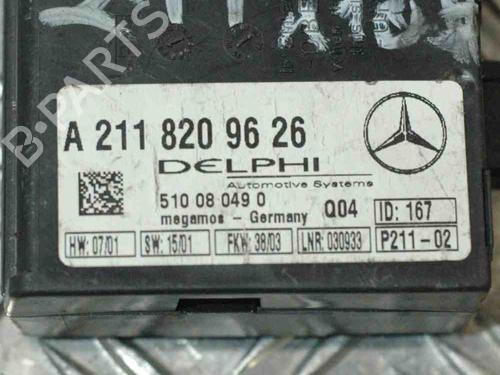 A 211 820 96 26
DELPHI
Automotive Systems
510 08 049 0
megamos - Germany
Q04
ID: 167
HW: 07/01
SW: 15/01
FKW: 38/03
LNR: 030933
P211-02
B-PARTS